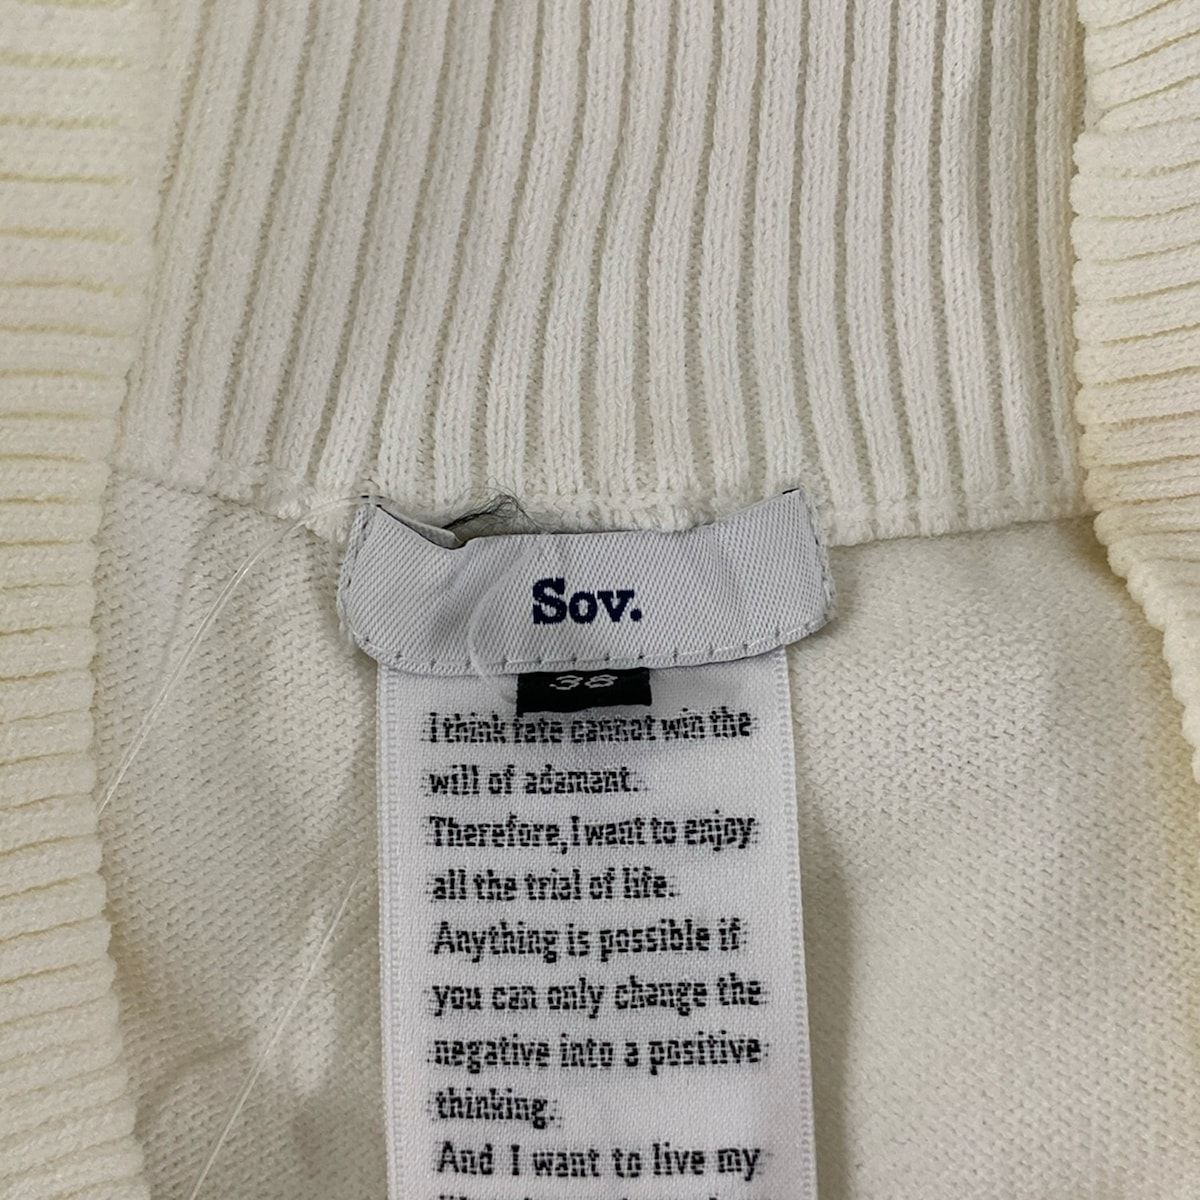 Sov.
38
I think fate cannot win the
will of adamant.
Therefore, I want to enjoy
all the trial of life.
Anything is possible if
you can only change the
negative into a positive
thinking.
And I want to live my